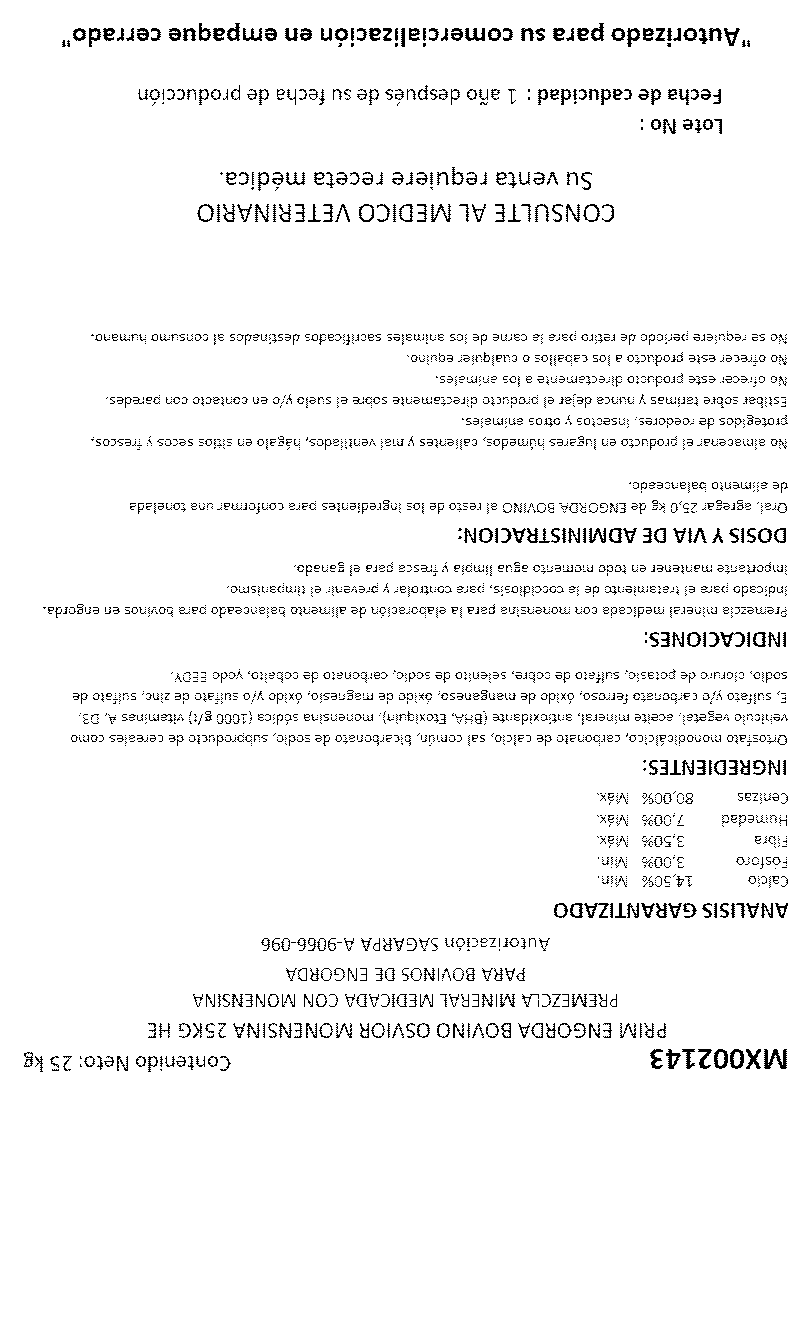 MX002143
Contenido Neto: 25 kg
PRIM ENGORDA BOVINO OSVIOR MONENSINA 25KG HE
PREMEZCLA MINERAL MEDICADA CON MONENSINA
PARA BOVINOS DE ENGORDA
Autorización SAGARPA A-9066-096
ANALISIS GARANTIZADO
Calcio 14,50% Min.
Fósforo 3,00% Min.
Fibra 3,50% Máx.
Humedad 7,00% Máx.
Cenizas 80,00% Máx.
INGREDIENTES:
Ortosfato monodicálcico, carbonato de calcio, sal común, bicarbonato de sodio, subproducto de cereales como
vehículo vegetal, aceite mineral, antioxidante (BHA, Etoxiquin), monensina sódica (1000 g/t) vitaminas A, D3,
E, sulfato y/o carbonato ferroso, óxido de manganeso, óxido de magnesio, óxido y/o sulfato de zinc, sulfato de
sodio, cloruro de potasio, sulfato de cobre, selenito de sodio, carbonato de cobalto, yodo EEDY.
INDICACIONES:
Premezcla mineral medicada con monensina para la elaboración de alimento balanceado para bovinos en engorda.
Indicado para el tratamiento de la coccidiosis, para controlar y prevenir el timpanismo.
Importante mantener en todo momento agua limpia y fresca para el ganado.
DOSIS Y VIA DE ADMINISTRACION:
Oral, agregar 25,0 kg de ENGORDA BOVINO al resto de los ingredientes para conformar una tonelada
de alimento balanceado.
No almacenar el producto en lugares húmedos, calientes y mal ventilados, hágalo en sitios secos y frescos,
protegidos de roedores, insectos y otros animales.
Estibar sobre tarimas y nunca dejar el producto directamente sobre el suelo y/o en contacto con paredes.
No ofrecer este producto directamente a los animales.
No ofrecer este producto a los caballos o cualquier equino.
No se requiere período de retiro para la carne de los animales sacrificados destinados al consumo humano.
CONSULTE AL MEDICO VETERINARIO
Su venta requiere receta médica.
Lote No :
Fecha de caducidad : 1 año después de su fecha de producción
"Autorizado para su comercialización en empaque cerrado"